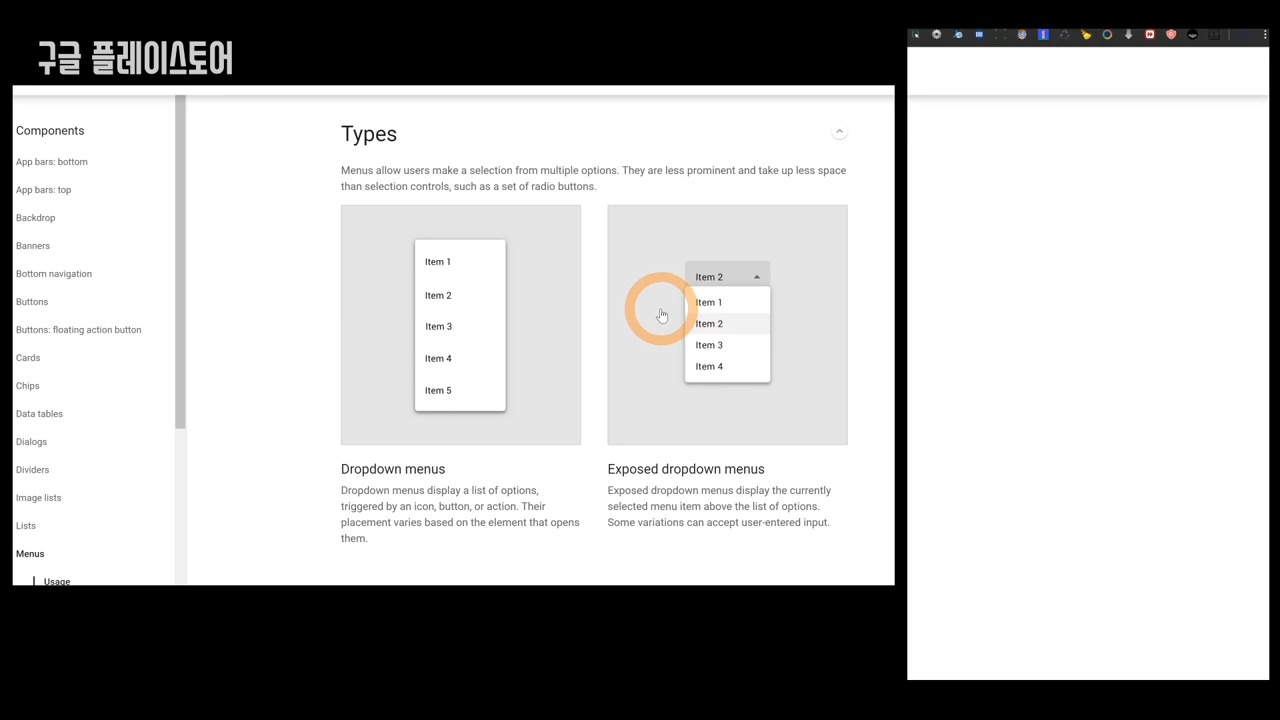 구글 플레이스토어
Components
App bars: bottom
App bars: top
Backdrop
Banners
Bottom navigation
Buttons
Buttons: floating action button
Cards
Chips
Data tables
Dialogs
Dividers
Image lists
Lists
Menus
Usage
Types
Menus allow users make a selection from multiple options. They are less prominent and take up less space
than selection controls, such as a set of radio buttons.
Item 1
Item 2
Item 3
Item 4
Item 5
Item 2
Item 1
Item 2
Item 3
Item 4
Dropdown menus
Dropdown menus display a list of options,
triggered by an icon, button, or action. Their
placement varies based on the element that opens
them.
Exposed dropdown menus
Exposed dropdown menus display the currently
selected menu item above the list of options.
Some variations can accept user-entered input.